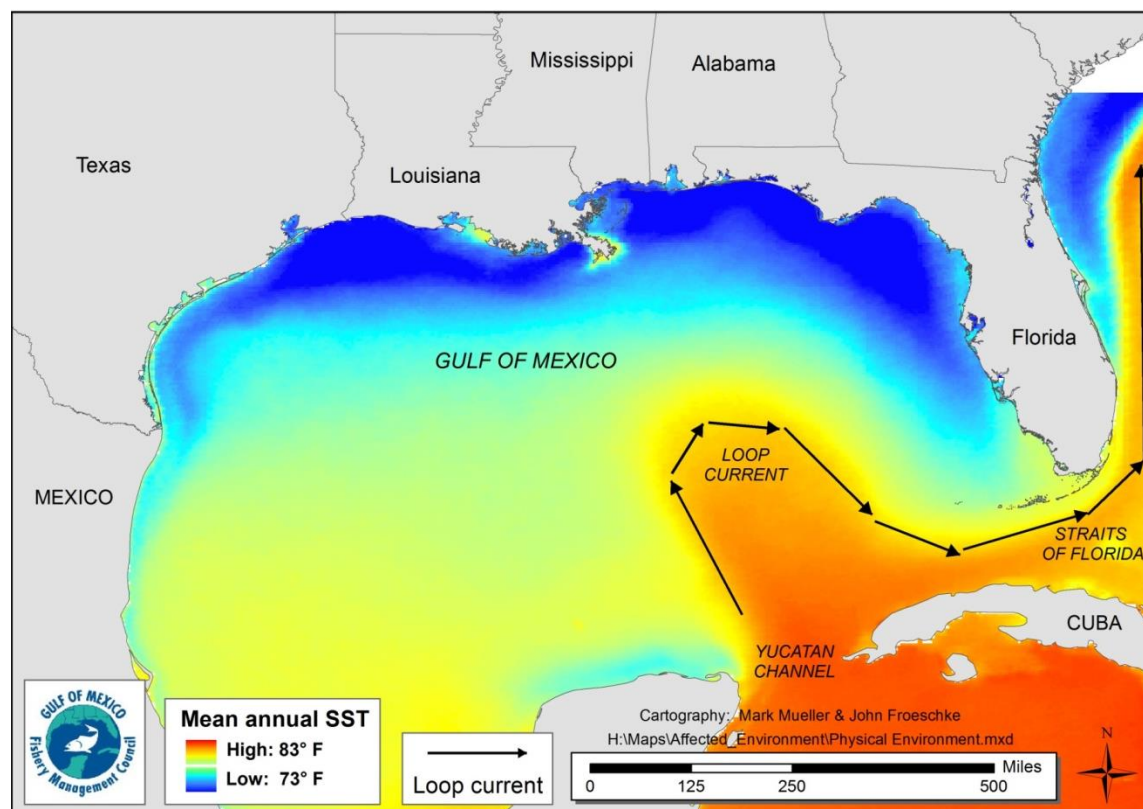 Mississippi
Alabama
Texas
Louisiana
GULF OF MEXICO
Florida
LOOP
CURRENT
MEXICO
STRAITS
OF FLORIDA
CUBA
YUCATAN
CHANNEL
GULF OF MEXICO
Fishery Management Council
Mean annual SST
High: 83° F
Low: 73° F
Loop current
Cartography: Mark Mueller & John Froeschke
H:\Maps\Affected_Environment\Physical Environment.mxd
Miles
0 125 250 500
N